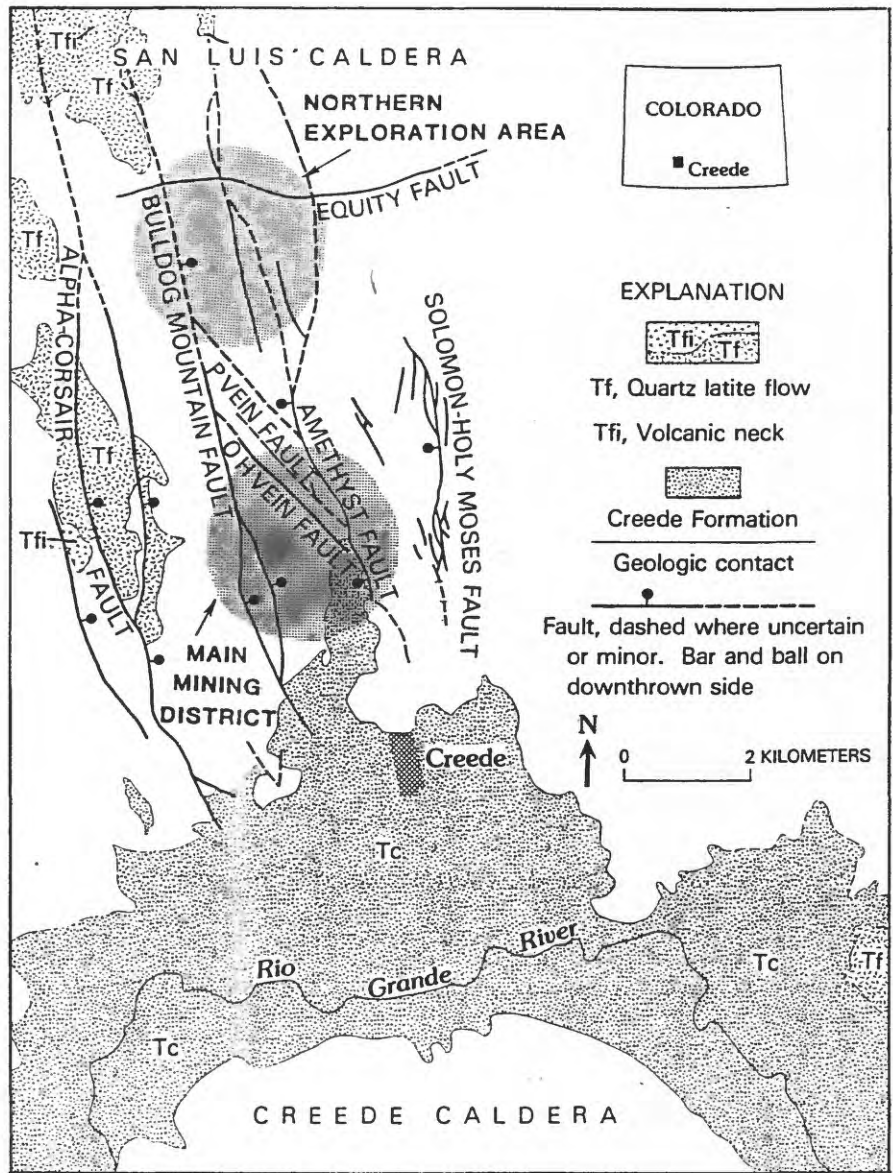 Tfi
SAN LUIS CALDERA
Tf
NORTHERN
EXPLORATION AREA
EQUITY FAULT
BULLDOG MOUNTAIN FAULT
Tf
ALPHA-CORSAIR
FAULT
P VEIN FAULT
OH VEIN FAULT
AMETHYST FAULT
SOLOMON-HOLY MOSES FAULT
Tf
Tfi
MAIN
MINING
DISTRICT
Creede
Tc
Rio
Grande
River
Tc
Tf
Tc
CREEDE CALDERA
COLORADO
Creede
EXPLANATION
Tfi
Tf
Tf, Quartz latite flow
Tfi, Volcanic neck
Creede Formation
Geologic contact
Fault, dashed where uncertain
or minor. Bar and ball on
downthrown side
N
0 2 KILOMETERS